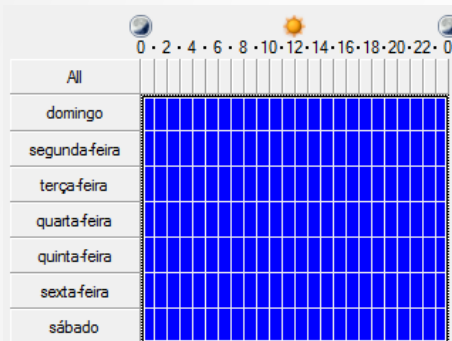 0 · 2 · 4 · 6 · 8 · 10 · 12 · 14 · 16 · 18 · 20 · 22 · 0
All
domingo
segunda-feira
terça-feira
quarta-feira
quinta-feira
sexta-feira
sábado